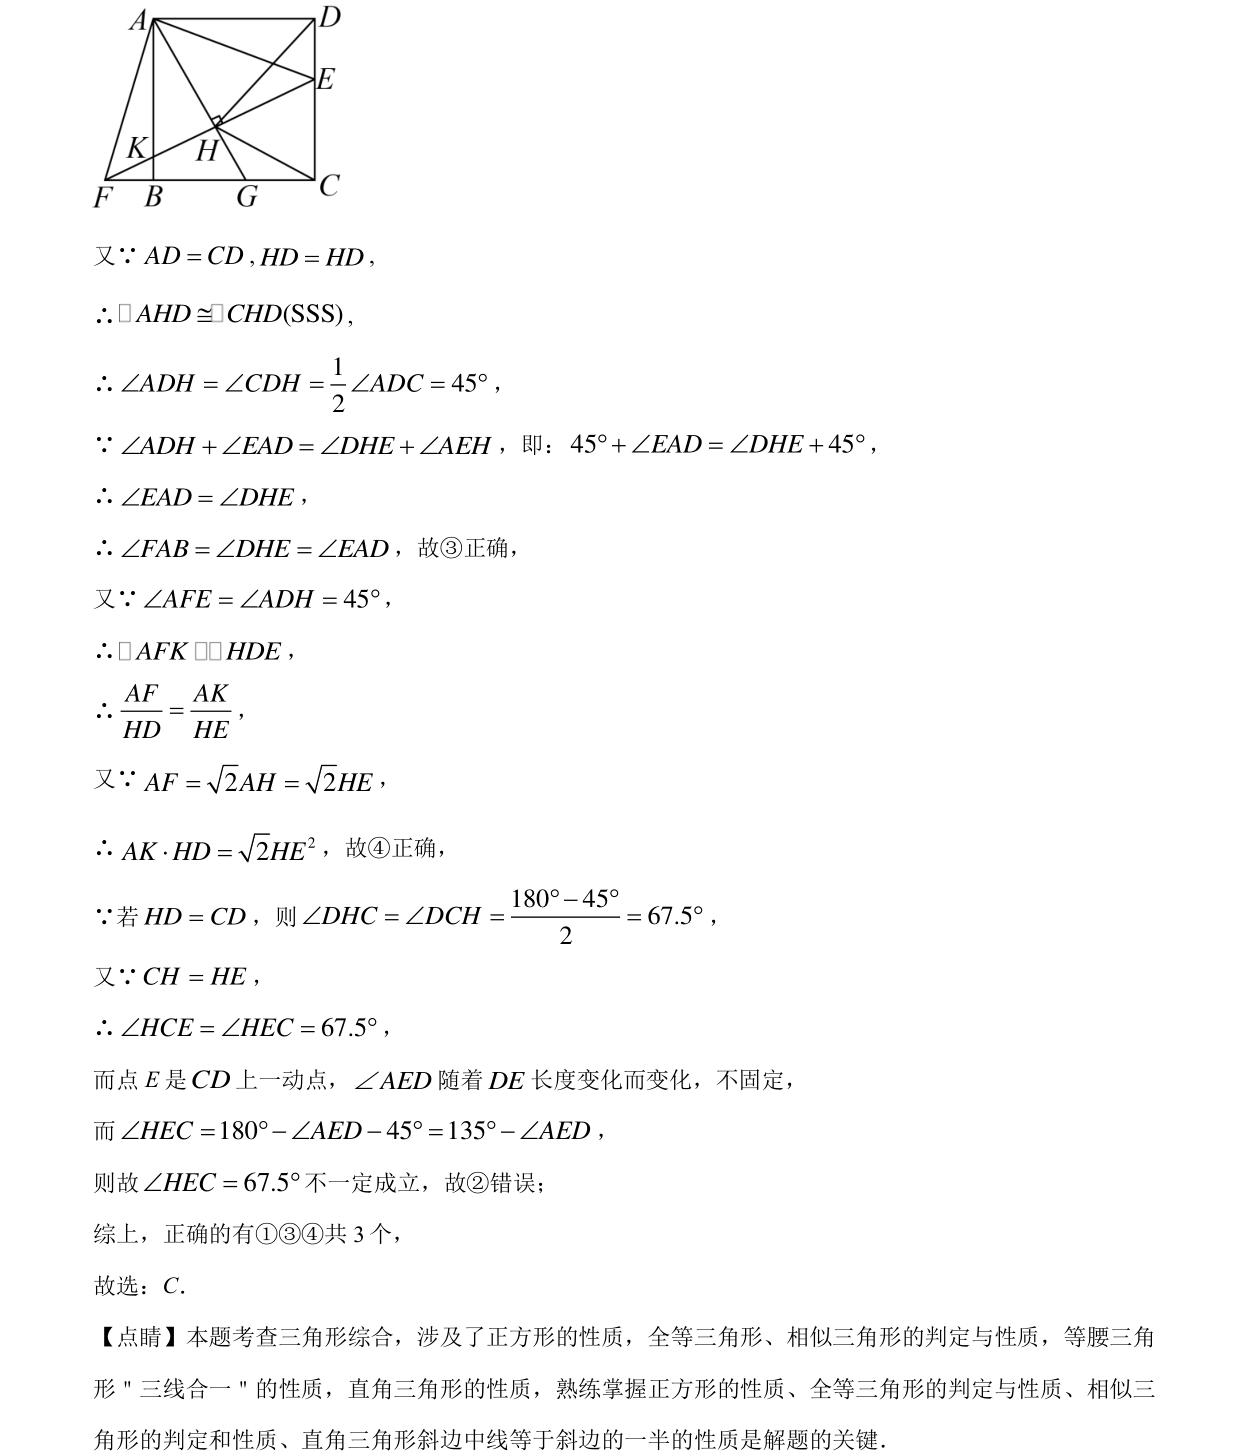 A D
E
K H
F B G C
又∵ AD = CD , HD = HD ,
∴ □ AHD ≅ □ CHD(SSS) ,
∴ ∠ADH = ∠CDH = \frac{1}{2}∠ADC = 45° ,
∵ ∠ADH + ∠EAD = ∠DHE + ∠AEH ，即：45° + ∠EAD = ∠DHE + 45° ,
∴ ∠EAD = ∠DHE ,
∴ ∠FAB = ∠DHE = ∠EAD ，故③正确，
又∵ ∠AFE = ∠ADH = 45° ,
∴ □ AFK □□ HDE ,
∴ \frac{AF}{HD} = \frac{AK}{HE} ,
又∵ AF = √2AH = √2HE ,
∴ AK · HD = √2HE² ，故④正确，
∵若 HD = CD ，则 ∠DHC = ∠DCH = \frac{180° − 45°}{2} = 67.5° ,
又∵ CH = HE ,
∴ ∠HCE = ∠HEC = 67.5° ,
而点 E 是 CD 上一动点，∠AED 随着 DE 长度变化而变化，不固定，
而 ∠HEC = 180° − ∠AED − 45° = 135° − ∠AED ,
则故 ∠HEC = 67.5° 不一定成立，故②错误；
综上，正确的有①③④共 3 个，
故选：C．
【点睛】本题考查三角形综合，涉及了正方形的性质，全等三角形、相似三角形的判定与性质，等腰三角
形＂三线合一＂的性质，直角三角形的性质，熟练掌握正方形的性质、全等三角形的判定与性质、相似三
角形的判定和性质、直角三角形斜边中线等于斜边的一半的性质是解题的关键．